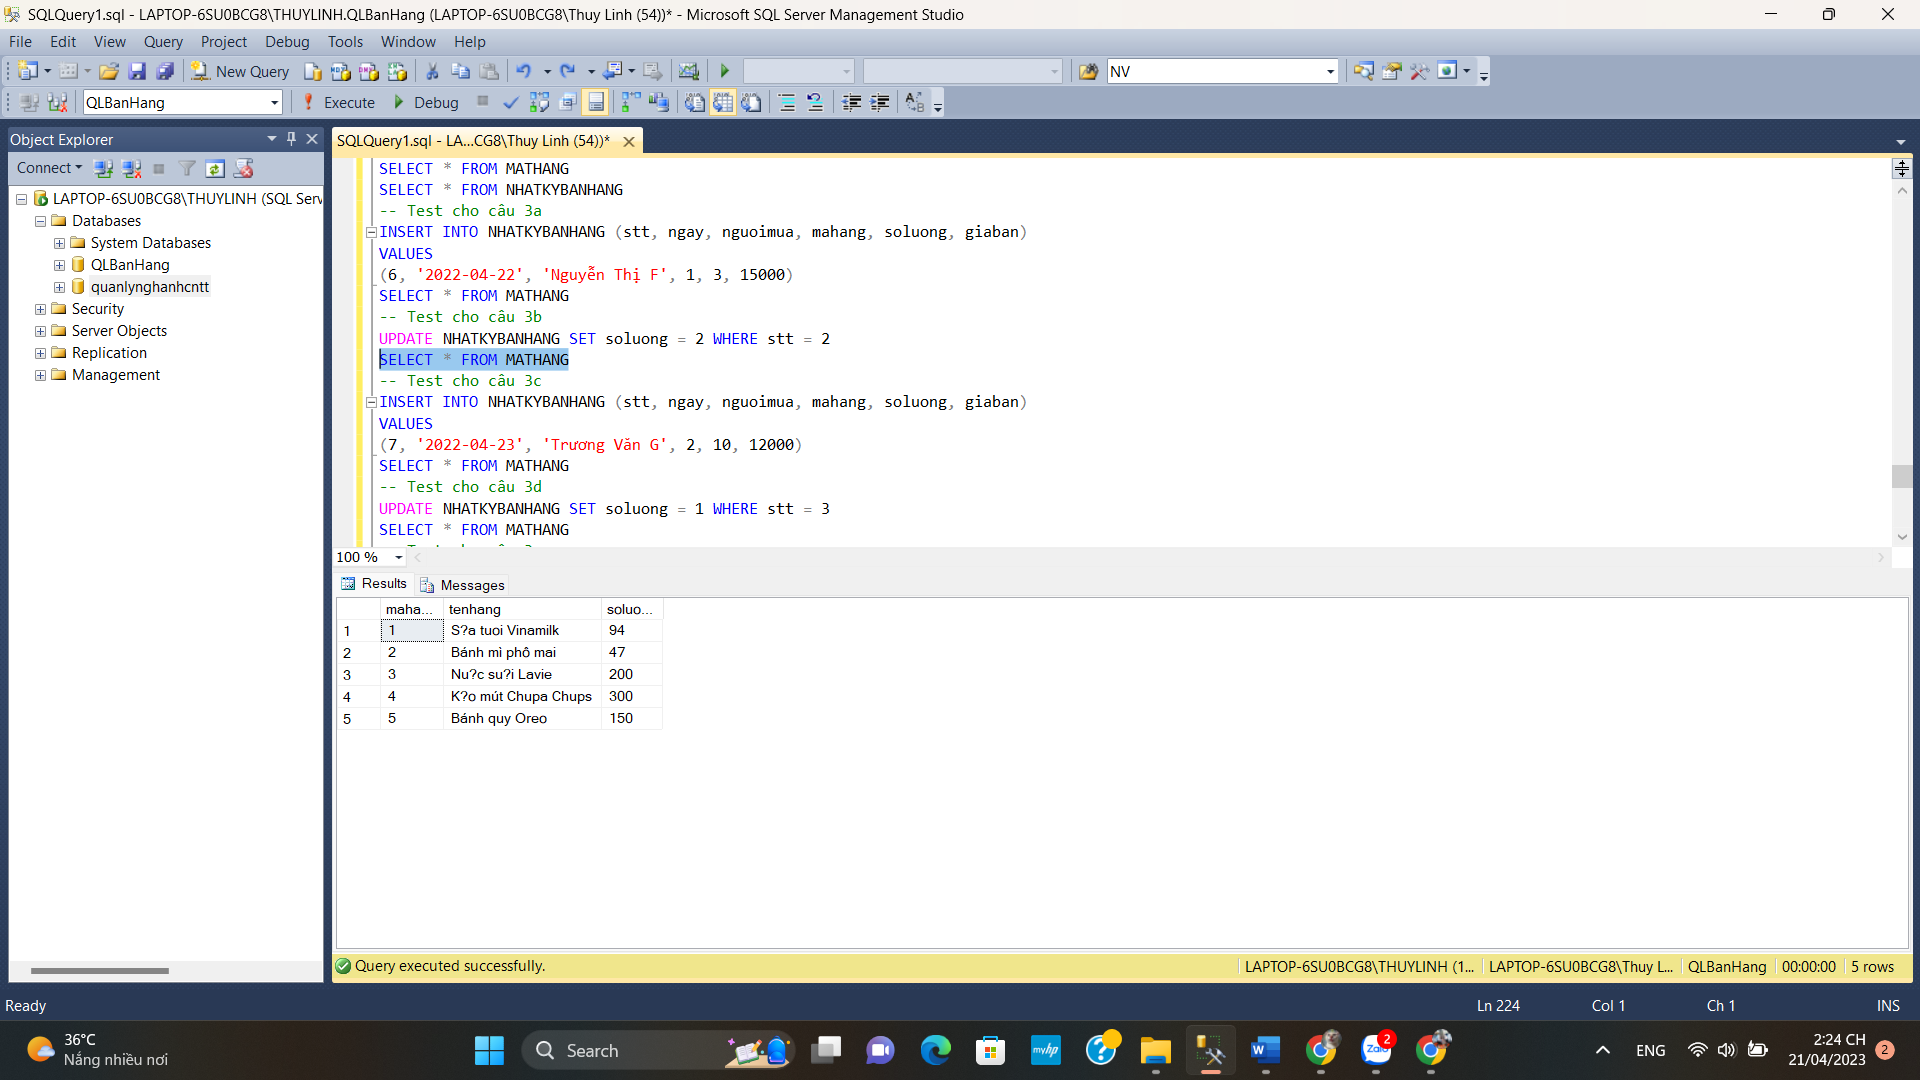 SQLQuery1.sql - LAPTOP-6SU0BCG8\THUYLINH.QLBanHang (LAPTOP-6SU0BCG8\Thuy Linh (54))* - Microsoft SQL Server Management Studio
File Edit View Query Project Debug Tools Window Help
New Query NV
QLBanHang Execute Debug
Object Explorer
Connect
LAPTOP-6SU0BCG8\THUYLINH (SQL Serv
Databases
System Databases
QLBanHang
quanlynghanhcntt
Security
Server Objects
Replication
Management
SQLQuery1.sql - LA...CG8\Thuy Linh (54))*
SELECT * FROM MATHANG
SELECT * FROM NHATKYBANHANG
-- Test cho câu 3a
INSERT INTO NHATKYBANHANG (stt, ngay, nguoimua, mahang, soluong, giaban)
VALUES
(6, '2022-04-22', 'Nguyễn Thị F', 1, 3, 15000)
SELECT * FROM MATHANG
-- Test cho câu 3b
UPDATE NHATKYBANHANG SET soluong = 2 WHERE stt = 2
SELECT * FROM MATHANG
-- Test cho câu 3c
INSERT INTO NHATKYBANHANG (stt, ngay, nguoimua, mahang, soluong, giaban)
VALUES
(7, '2022-04-23', 'Trương Văn G', 2, 10, 12000)
SELECT * FROM MATHANG
-- Test cho câu 3d
UPDATE NHATKYBANHANG SET soluong = 1 WHERE stt = 3
SELECT * FROM MATHANG
100 %
Results Messages
maha... tenhang soluo...
1 1 S?a tuoi Vinamilk 94
2 2 Bánh mì phô mai 47
3 3 Nu?c su?i Lavie 200
4 4 K?o mút Chupa Chups 300
5 5 Bánh quy Oreo 150
Query executed successfully. LAPTOP-6SU0BCG8\THUYLINH (1... LAPTOP-6SU0BCG8\Thuy L... QLBanHang 00:00:00 5 rows
Ready Ln 224 Col 1 Ch 1 INS
36°C
Nắng nhiều nơi
Search
myhp
Zalo
2
ENG
2:24 CH
21/04/2023
2